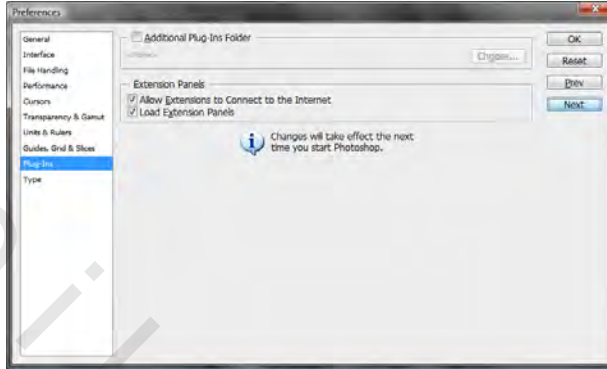 Preferences
General
Interface
File Handling
Performance
Cursors
Transparency & Gamut
Units & Rulers
Guides, Grid & Slices
Plug-Ins
Type
Additional Plug-Ins Folder
Choose...
Extension Panels
Allow Extensions to Connect to the Internet
Load Extension Panels
Changes will take effect the next
time you start Photoshop.
OK
Reset
Prev
Next